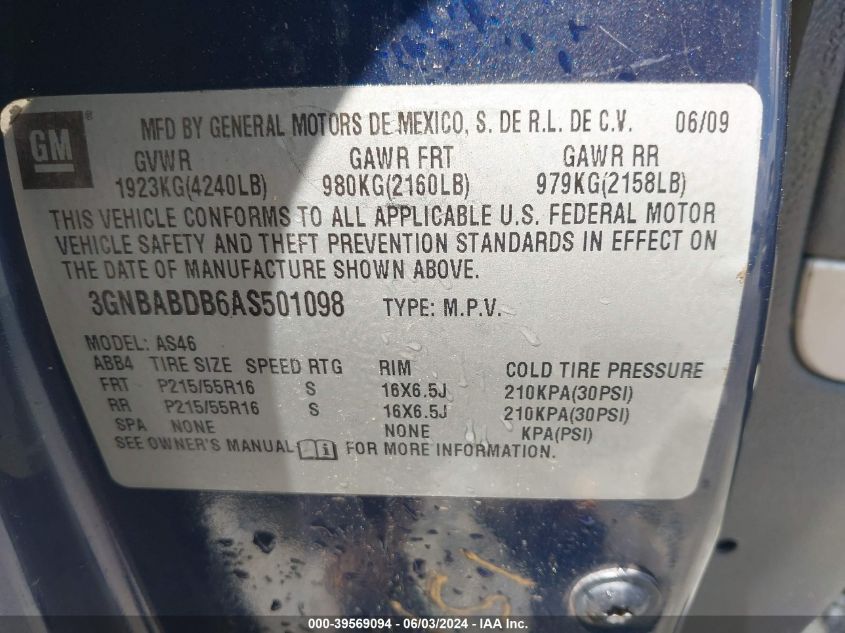 GM® MFD BY GENERAL MOTORS DE MEXICO, S. DE R.L. DE C.V. 06/09
GVWR GAWR FRT GAWR RR
1923KG(4240LB) 980KG(2160LB) 979KG(2158LB)
THIS VEHICLE CONFORMS TO ALL APPLICABLE U.S. FEDERAL MOTOR
VEHICLE SAFETY AND THEFT PREVENTION STANDARDS IN EFFECT ON
THE DATE OF MANUFACTURE SHOWN ABOVE.
3GNBABDB6AS501098 TYPE: M.P.V.
MODEL: AS46
ABB4 TIRE SIZE SPEED RTG RIM COLD TIRE PRESSURE
FRT P215/55R16 S 16X6.5J 210KPA(30PSI)
RR P215/55R16 S 16X6.5J 210KPA(30PSI)
SPA NONE NONE KPA(PSI)
SEE OWNER'S MANUAL FOR MORE INFORMATION.
000-39569094 - 06/03/2024 - IAAI.com